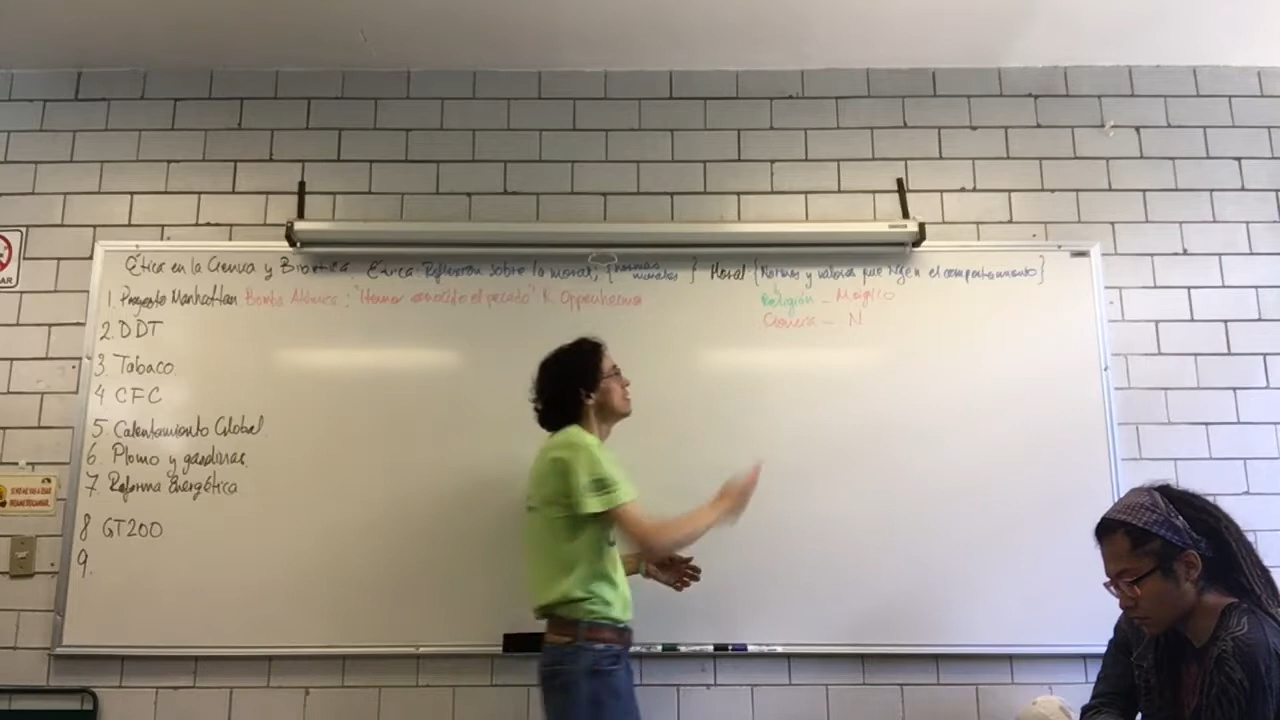 Ética en la Ciencia y Bioética. Ética: Reflexión sobre la moral, {normas morales} Moral {Normas y valores que rigen el comportamiento}
1. Proyecto Manhattan Bomba Atómica: "Hemos conocido el pecado" R. Oppenheimer
Religión - Mágico
Ciencia - N
2. DDT
3. Tabaco
4 CFC
5. Calentamiento Global
6. Plomo y gasolinas
7. Reforma Energética
8 GT200
9.
AR